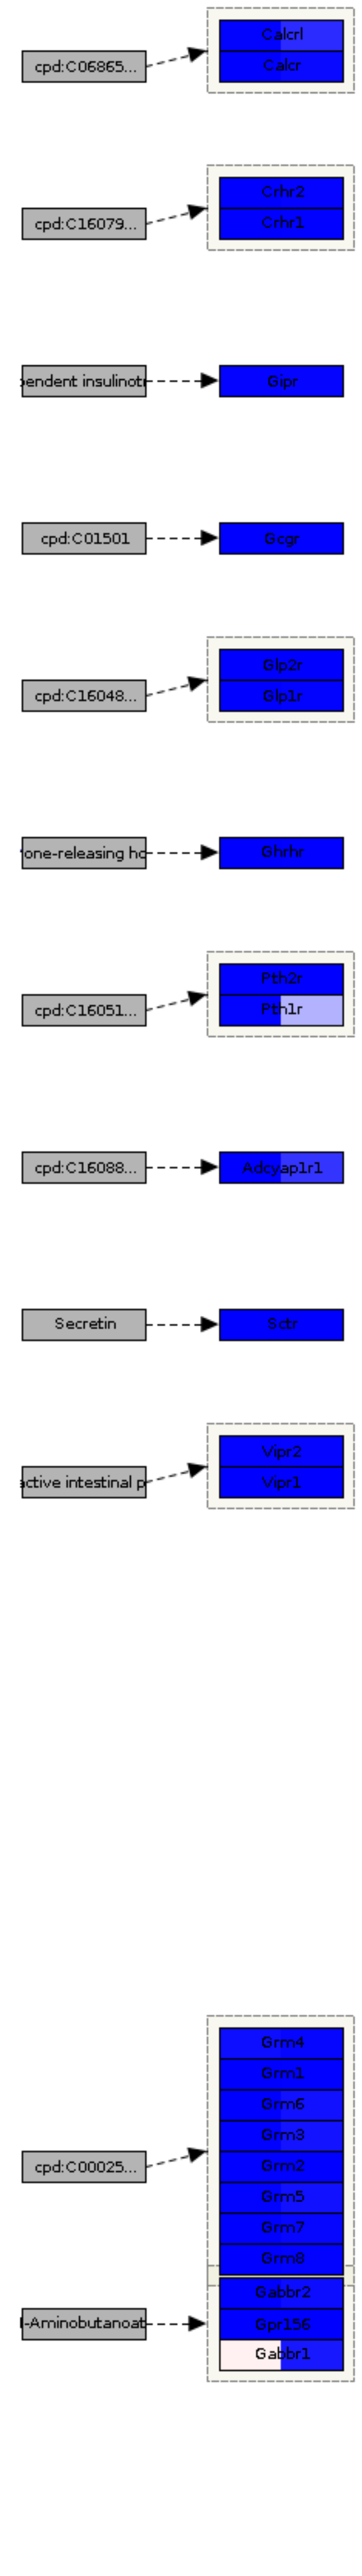 Calcrl
cpd:C06865...
Calcr
Crhr2
cpd:C16079...
Crhr1
pendent insulinot
Gipr
cpd:C01501
Gcgr
Glp2r
cpd:C16048...
Glp1r
one-releasing ho
Ghrhr
Pth2r
cpd:C16051...
Pth1r
cpd:C16088...
Adcyap1r1
Secretin
Sctr
Vipr2
active intestinal p
Vipr1
Grm4
Grm1
Grm6
Grm3
cpd:C00025...
Grm2
Grm5
Grm7
Grm8
Gabbr2
l-Aminobutanoat
Gpr156
Gabbr1